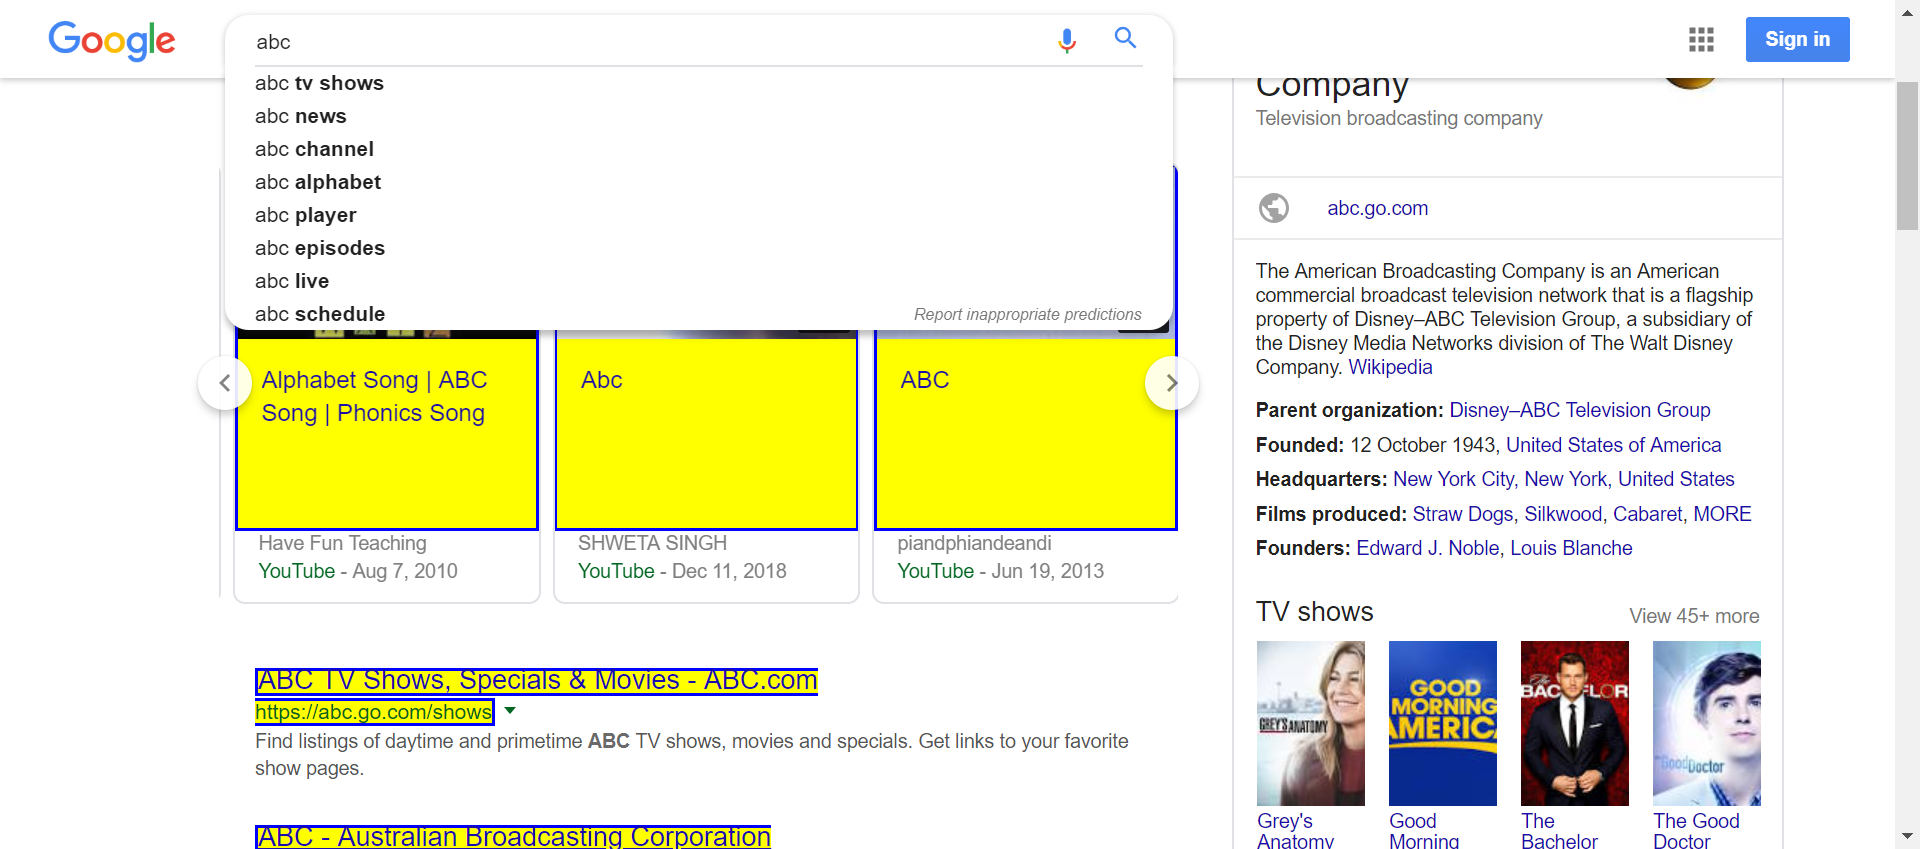 Google
abc
Sign in
abc tv shows
abc news
abc channel
abc alphabet
abc player
abc episodes
abc live
abc schedule
Report inappropriate predictions
Alphabet Song | ABC
Song | Phonics Song
Have Fun Teaching
YouTube - Aug 7, 2010
Abc
SHWETA SINGH
YouTube - Dec 11, 2018
ABC
piandphiandeandi
YouTube - Jun 19, 2013
ABC TV Shows, Specials & Movies - ABC.com
https://abc.go.com/shows
Find listings of daytime and primetime ABC TV shows, movies and specials. Get links to your favorite
show pages.
ABC - Australian Broadcasting Corporation
Company
Television broadcasting company
abc.go.com
The American Broadcasting Company is an American
commercial broadcast television network that is a flagship
property of Disney–ABC Television Group, a subsidiary of
the Disney Media Networks division of The Walt Disney
Company. Wikipedia
Parent organization: Disney–ABC Television Group
Founded: 12 October 1943, United States of America
Headquarters: New York City, New York, United States
Films produced: Straw Dogs, Silkwood, Cabaret, MORE
Founders: Edward J. Noble, Louis Blanche
TV shows
View 45+ more
GREY'S ANATOMY
GOOD
MORNING
AMERICA
The
BACHELOR
The GoodDoctor
Grey's
Anatomy
Good
Morning
The
Bachelor
The Good
Doctor